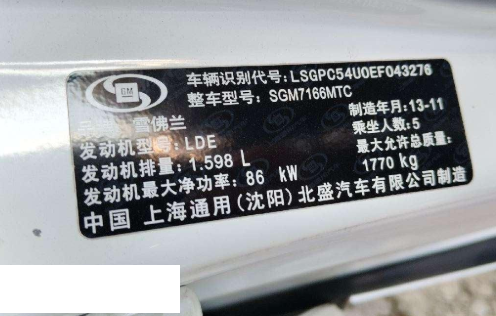 GM
车辆识别代号: LSGPC54U0EF043276
整车型号: SGM7166MTC
雪佛兰
制造年月: 13-11
发动机型号: LDE
乘坐人数: 5
发动机排量: 1.598 L
最大允许总质量:
发动机最大净功率: 86 kW
1770 kg
中国 上海通用(沈阳)北盛汽车有限公司制造